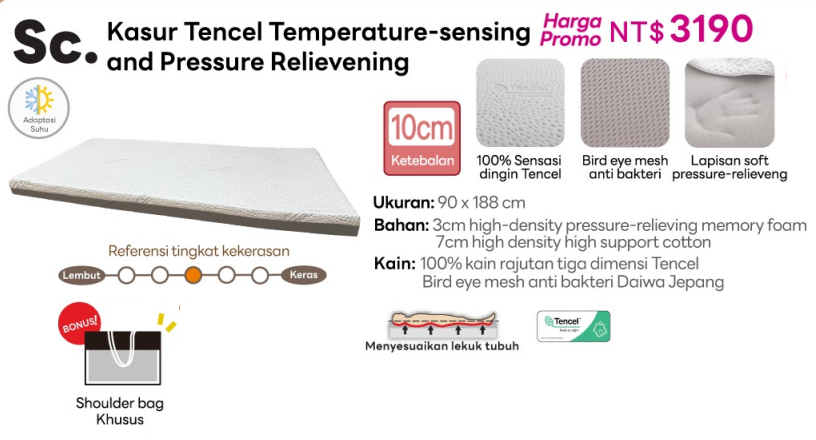 Sc.
Kasur Tencel Temperature-sensing
and Pressure Relievening
Harga
Promo
NT$ 3190
Adaptasi
Suhu
10cm
Ketebalan
100% Sensasi
dingin Tencel
Bird eye mesh
anti bakteri
Lapisan soft
pressure-relieveng
Ukuran: 90 x 188 cm
Bahan: 3cm high-density pressure-relieving memory foam
7cm high density high support cotton
Kain: 100% kain rajutan tiga dimensi Tencel
Bird eye mesh anti bakteri Daiwa Jepang
Referensi tingkat kekerasan
Lembut
Keras
BONUS!
Shoulder bag
Khusus
Menyesuaikan lekuk tubuh
Tencel